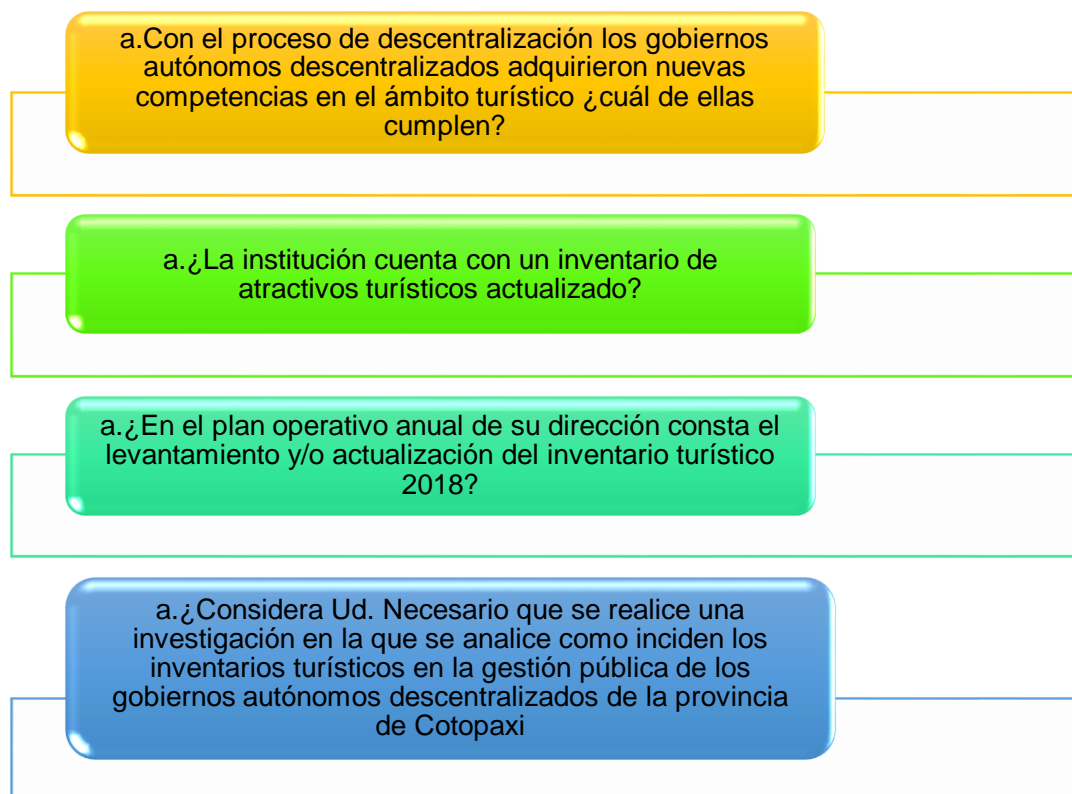 a.Con el proceso de descentralización los gobiernos
autónomos descentralizados adquirieron nuevas
competencias en el ámbito turístico ¿cuál de ellas
cumplen?
a.¿La institución cuenta con un inventario de
atractivos turísticos actualizado?
a.¿En el plan operativo anual de su dirección consta el
levantamiento y/o actualización del inventario turístico
2018?
a.¿Considera Ud. Necesario que se realice una
investigación en la que se analice como inciden los
inventarios turísticos en la gestión pública de los
gobiernos autónomos descentralizados de la provincia
de Cotopaxi